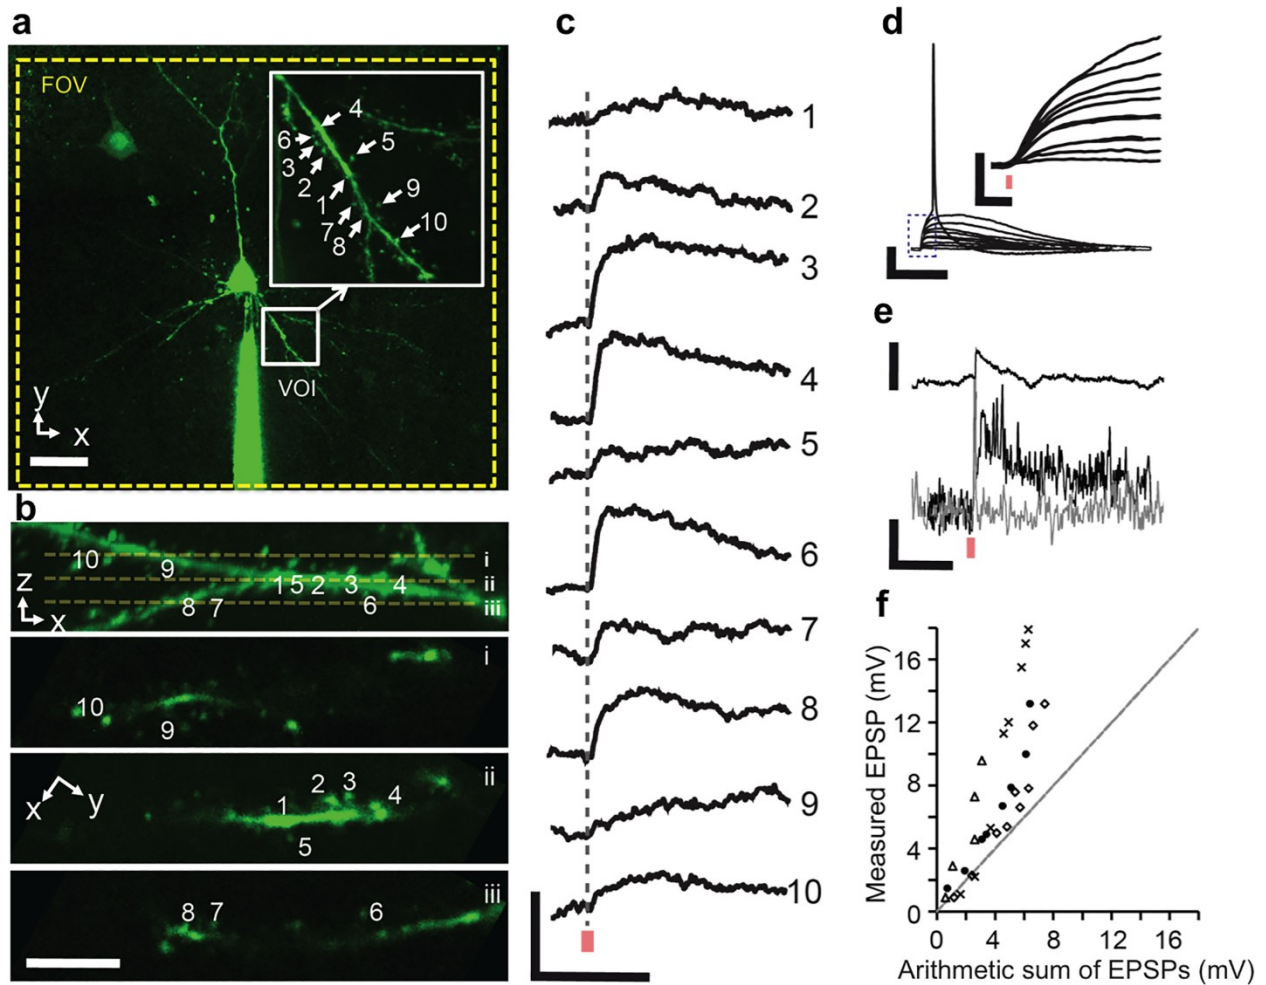 a
FOV
4
6
5
3
2
9
1
10
7
8
VOI
y
x
b
10
9
1 5 2 3 4
8 7
6
i
ii
iii
z
x
i
10
9
ii
2 3
4
1
5
x
y
iii
8 7
6
c
1
2
3
4
5
6
7
8
9
10
d
e
f
Measured EPSP (mV)
16
12
8
4
0
0 4 8 12 16
Arithmetic sum of EPSPs (mV)